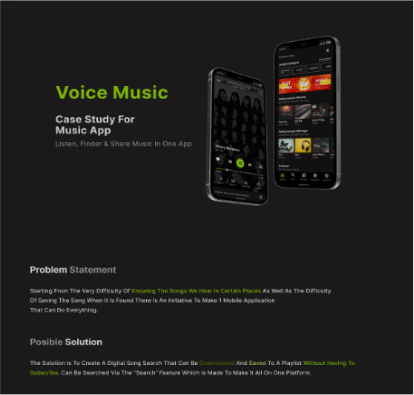 Voice Music
Case Study For
Music App
Listen, Finder & Share Music In One App
Problem Statement
Starting From The Very Difficulty Of Knowing The Songs We Hear In Certain Places As Well As The Difficulty
Of Saving The Song When It Is Found There Is An Initiative To Make 1 Mobile Application
That Can Do Everything.
Posible Solution
The Solution Is To Create A Digital Song Search That Can Be Downloaded And Saved To A Playlist Without Having To
Subscribe, Can Be Searched Via The "Search" Feature Which Is Made To Make It All On One Platform.